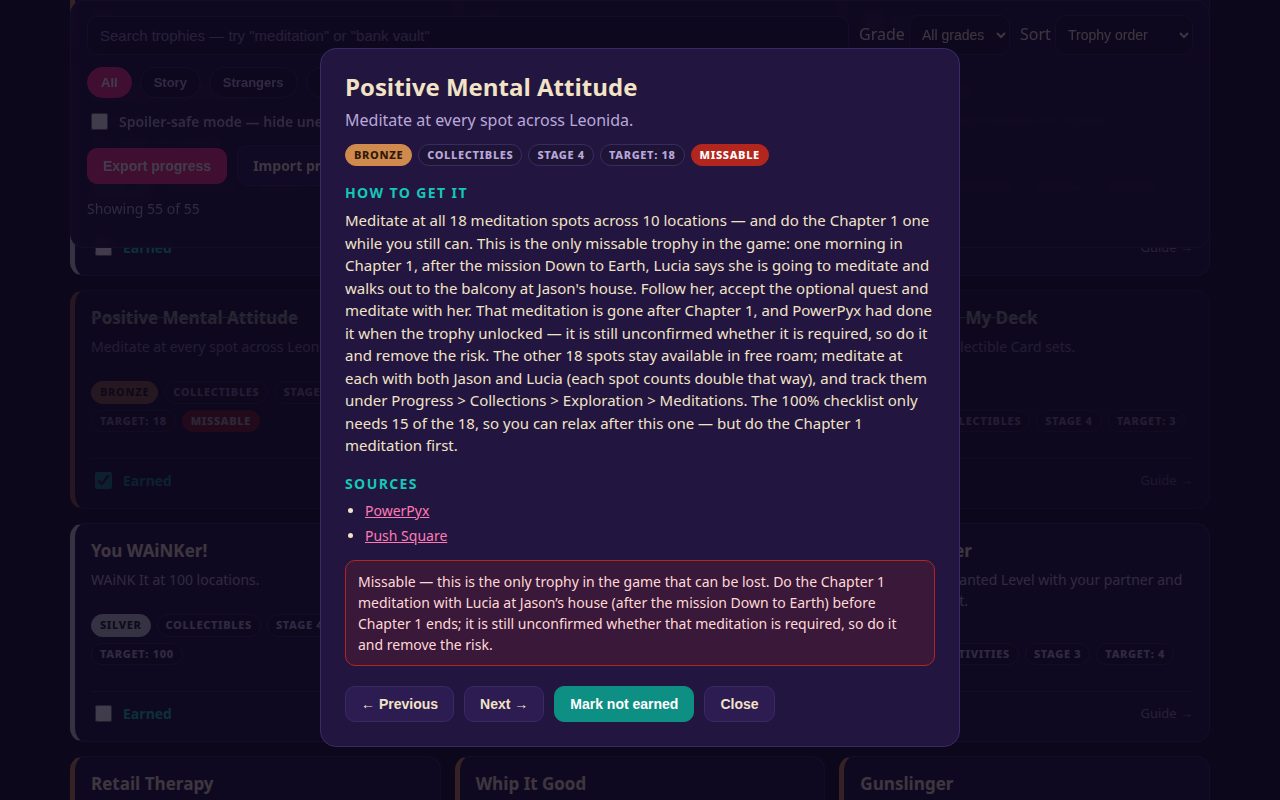 Search trophies — try "meditation" or "bank vault"
Grade All grades Sort Trophy order
All Story Strangers
Spoiler-safe mode — hide une
Export progress Import pr
Showing 55 of 55
Earned Guide →
Positive Mental Attitude
Meditate at every spot across Leonida.
BRONZE COLLECTIBLES STAGE 4 TARGET: 18 MISSABLE
HOW TO GET IT
Meditate at all 18 meditation spots across 10 locations — and do the Chapter 1 one
while you still can. This is the only missable trophy in the game: one morning in
Chapter 1, after the mission Down to Earth, Lucia says she is going to meditate and
walks out to the balcony at Jason's house. Follow her, accept the optional quest and
meditate with her. That meditation is gone after Chapter 1, and PowerPyx had done
it when the trophy unlocked — it is still unconfirmed whether it is required, so do it
and remove the risk. The other 18 spots stay available in free roam; meditate at
each with both Jason and Lucia (each spot counts double that way), and track them
under Progress > Collections > Exploration > Meditations. The 100% checklist only
needs 15 of the 18, so you can relax after this one — but do the Chapter 1
meditation first.
SOURCES
PowerPyx
Push Square
Missable — this is the only trophy in the game that can be lost. Do the Chapter 1
meditation with Lucia at Jason’s house (after the mission Down to Earth) before
Chapter 1 ends; it is still unconfirmed whether that meditation is required, so do it
and remove the risk.
← Previous Next → Mark not earned Close
Positive Mental Attitude
Meditate at every spot across Leon
BRONZE COLLECTIBLES STAGE
TARGET: 18 MISSABLE
Earned
My Deck
lectible Card sets.
LECTIBLES STAGE 4 TARGET: 3
Guide →
You WAiNKer!
WAiNK It at 100 locations.
SILVER COLLECTIBLES STAGE 4
TARGET: 100
Earned
er
anted Level with your partner and
t.
TIVITIES STAGE 3 TARGET: 4
Guide →
Retail Therapy Whip It Good Gunslinger